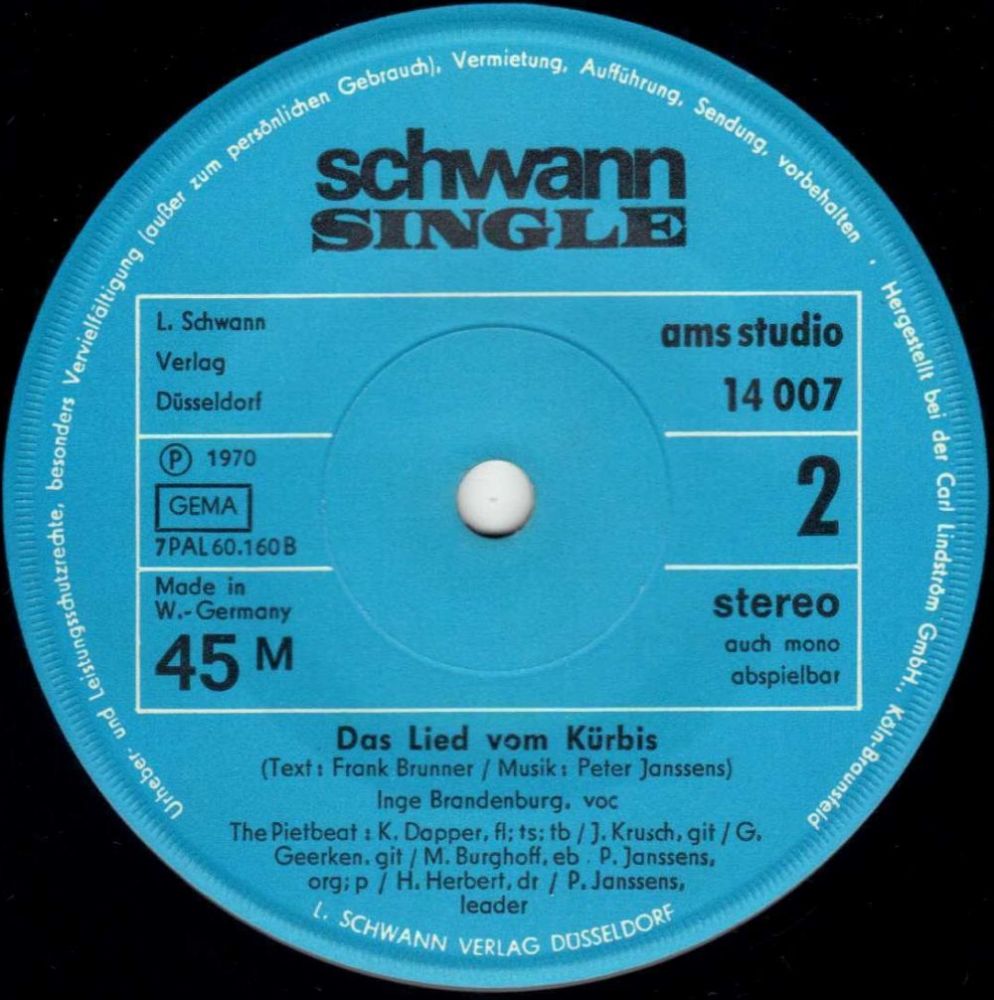 Urheber- und Leistungsschutzrechte, besonders Vervielfältigung (außer zum persönlichen Gebrauch), Vermietung, Aufführung, Sendung, vorbehalten . Hergestellt bei der Carl Lindström GmbH., Köln-Braunsfeld
schwann
SINGLE
L. Schwann
Verlag
Düsseldorf
ams studio
14 007
Ⓟ 1970
GEMA
7PAL60.160B
2
Made in
W.-Germany
45 M
stereo
auch mono
abspielbar
Das Lied vom Kürbis
(Text: Frank Brunner / Musik: Peter Janssens)
Inge Brandenburg, voc
The Pietbeat: K. Dapper, fl; ts; tb / J. Krusch, git / G.
Geerken, git / M. Burghoff, eb . P. Janssens,
org; p / H. Herbert, dr / P. Janssens,
leader
L. SCHWANN VERLAG DÜSSELDORF